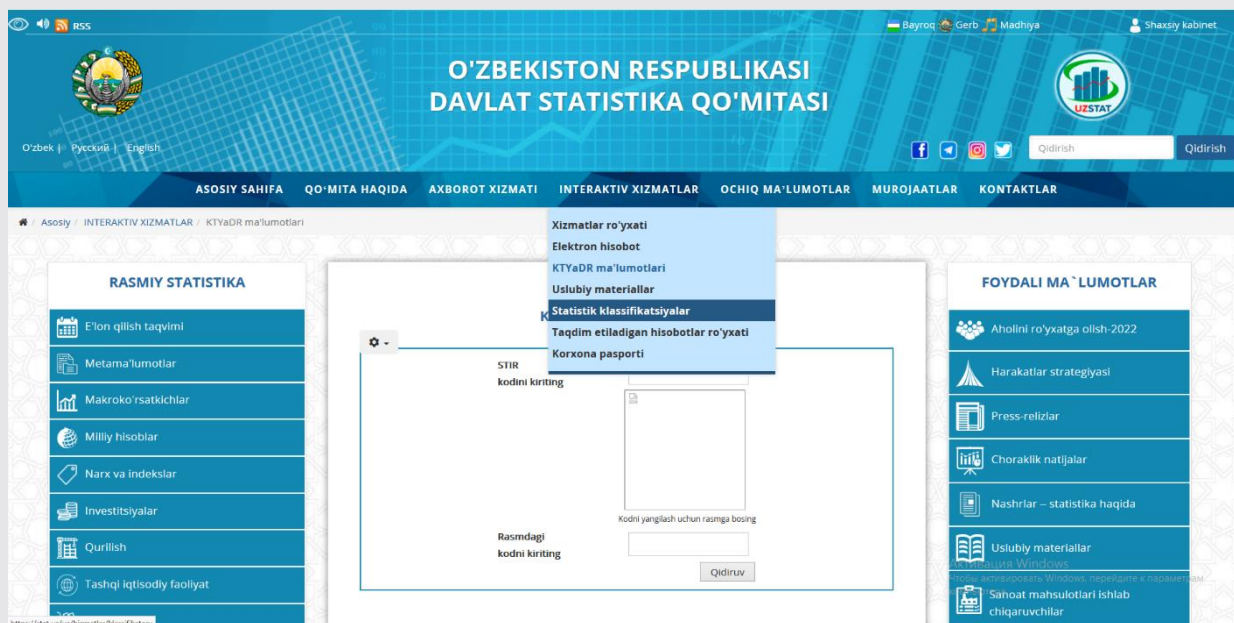 RSS
Bayroq Gerb Madhiya
Shaxsiy kabinet
O'ZBEKISTON RESPUBLIKASI
DAVLAT STATISTIKA QO'MITASI
UZSTAT
O'zbek | Русский | English
Qidirish
Qidirish
ASOSIY SAHIFA QO‘MITA HAQIDA AXBOROT XIZMATI INTERAKTIV XIZMATLAR OCHIQ MA’LUMOTLAR MUROJAATLAR KONTAKTLAR
/ Asosiy / INTERAKTIV XIZMATLAR / KTYaDR ma'lumotlari
Xizmatlar ro'yxati
Elektron hisobot
KTYaDR ma'lumotlari
Uslubiy materiallar
Statistik klassifikatsiyalar
Taqdim etiladigan hisobotlar ro'yxati
Korxona pasporti
RASMIY STATISTIKA
E'lon qilish taqvimi
Metama'lumotlar
Makroko'rsatkichlar
Milliy hisoblar
Narx va indekslar
Investitsiyalar
Qurilish
Tashqi iqtisodiy faoliyat
K
STIR
kodini kiriting
Kodni yangilash uchun rasmga bosing
Rasmdagi
kodni kiriting
Qidiruv
FOYDALI MA`LUMOTLAR
Aholini ro'yxatga olish-2022
Harakatlar strategiyasi
Press-relizlar
Choraklik natijalar
Nashrlar – statistika haqida
Uslubiy materiallar
Активация Windows
Чтобы активировать Windows, перейдите к параметрам
Sanoat mahsulotlari ishlab
chiqaruvchilar